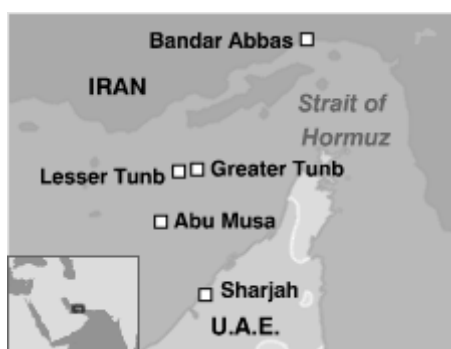 Bandar Abbas
IRAN
Strait of
Hormuz
Lesser Tunb
Greater Tunb
Abu Musa
Sharjah
U.A.E.